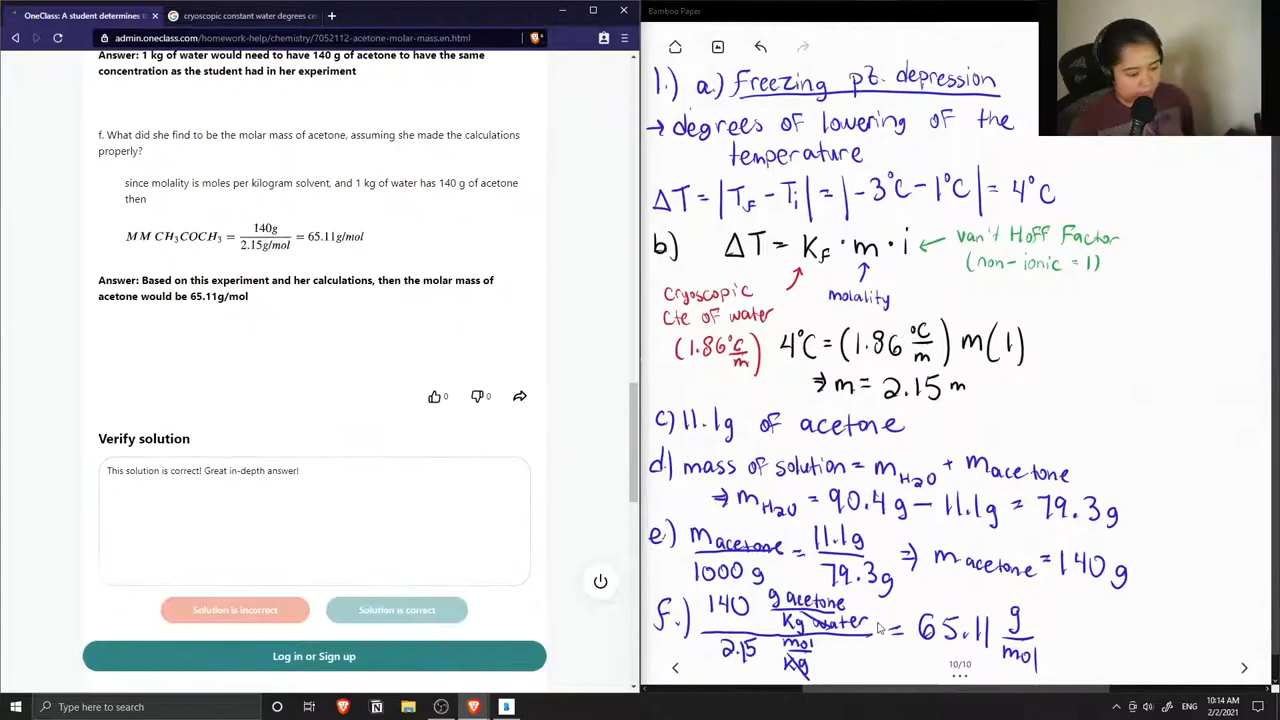 OneClass: A student determines t
cryoscopic constant water degrees ce
Bamboo Paper
admin.oneclass.com/homework-help/chemistry/7052112-acetone-molar-mass.en.html
Answer: 1 kg of water would need to have 140 g of acetone to have the same
concentration as the student had in her experiment
f. What did she find to be the molar mass of acetone, assuming she made the calculations
properly?
since molality is moles per kilogram solvent, and 1 kg of water has 140 g of acetone
then
MM CH₃COCH₃ = 140g / 2.15g/mol = 65.11g/mol
Answer: Based on this experiment and her calculations, then the molar mass of
acetone would be 65.11g/mol
0
0
Verify solution
This solution is correct! Great in-depth answer!
Solution is incorrect
Solution is correct
Log in or Sign up
1.) a.) freezing pt. depression
→ degrees of lowering of the
temperature
ΔT = |T_f - T_i| = |-3°C - 1°C| = 4°C
b) ΔT = K_f · m · i ← van't Hoff Factor
(non-ionic = 1)
Cryoscopic
Cte of water
(1.86 °C/m)
molality
4°C = (1.86 °C/m) m(1)
⇒ m = 2.15 m
c) 11.1g of acetone
d) mass of solution = m_H2O + m_acetone
⇒ m_H2O = 90.4g - 11.1g = 79.3g
e) m_acetone / 1000 g = 11.1g / 79.3g ⇒ m_acetone = 140g
f.) 140 g acetone/Kg water / 2.15 mol/Kg = 65.11 g/mol
10/10
Type here to search
ENG
10:14 AM
2/2/2021